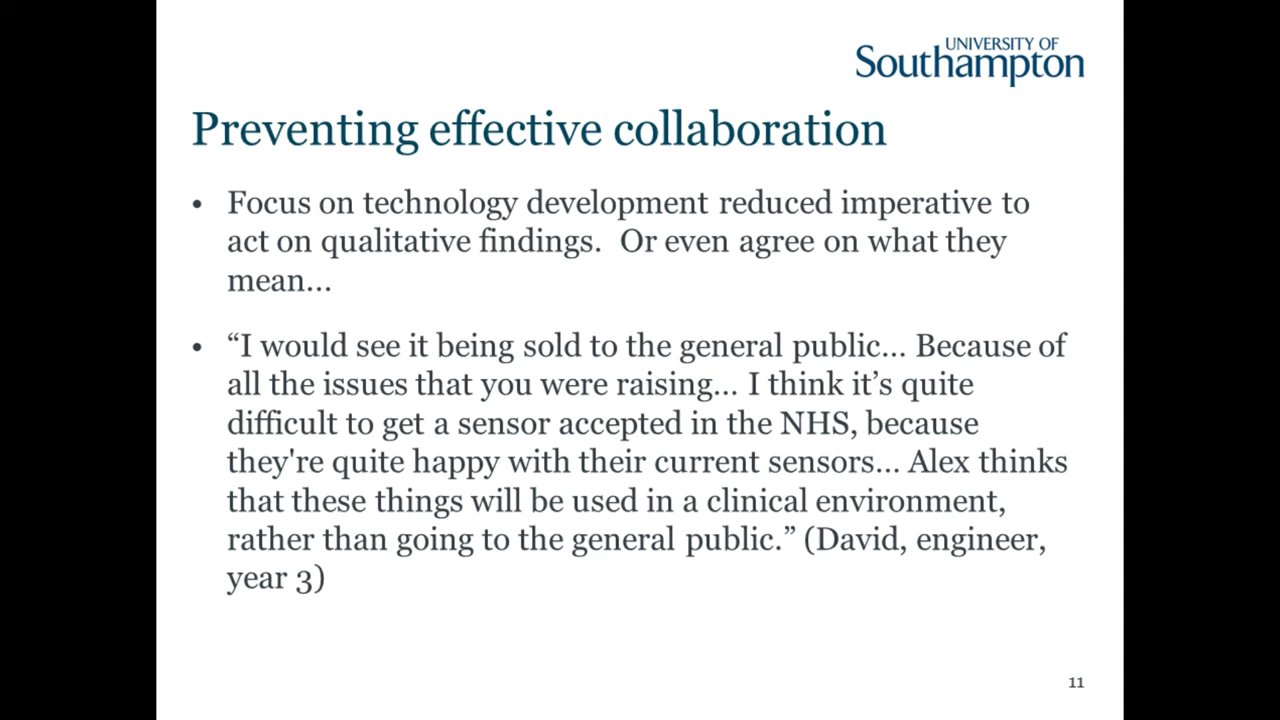 UNIVERSITY OF
Southampton
Preventing effective collaboration
• Focus on technology development reduced imperative to
act on qualitative findings.  Or even agree on what they
mean…
• “I would see it being sold to the general public… Because of
all the issues that you were raising… I think it’s quite
difficult to get a sensor accepted in the NHS, because
they're quite happy with their current sensors… Alex thinks
that these things will be used in a clinical environment,
rather than going to the general public.” (David, engineer,
year 3)
11